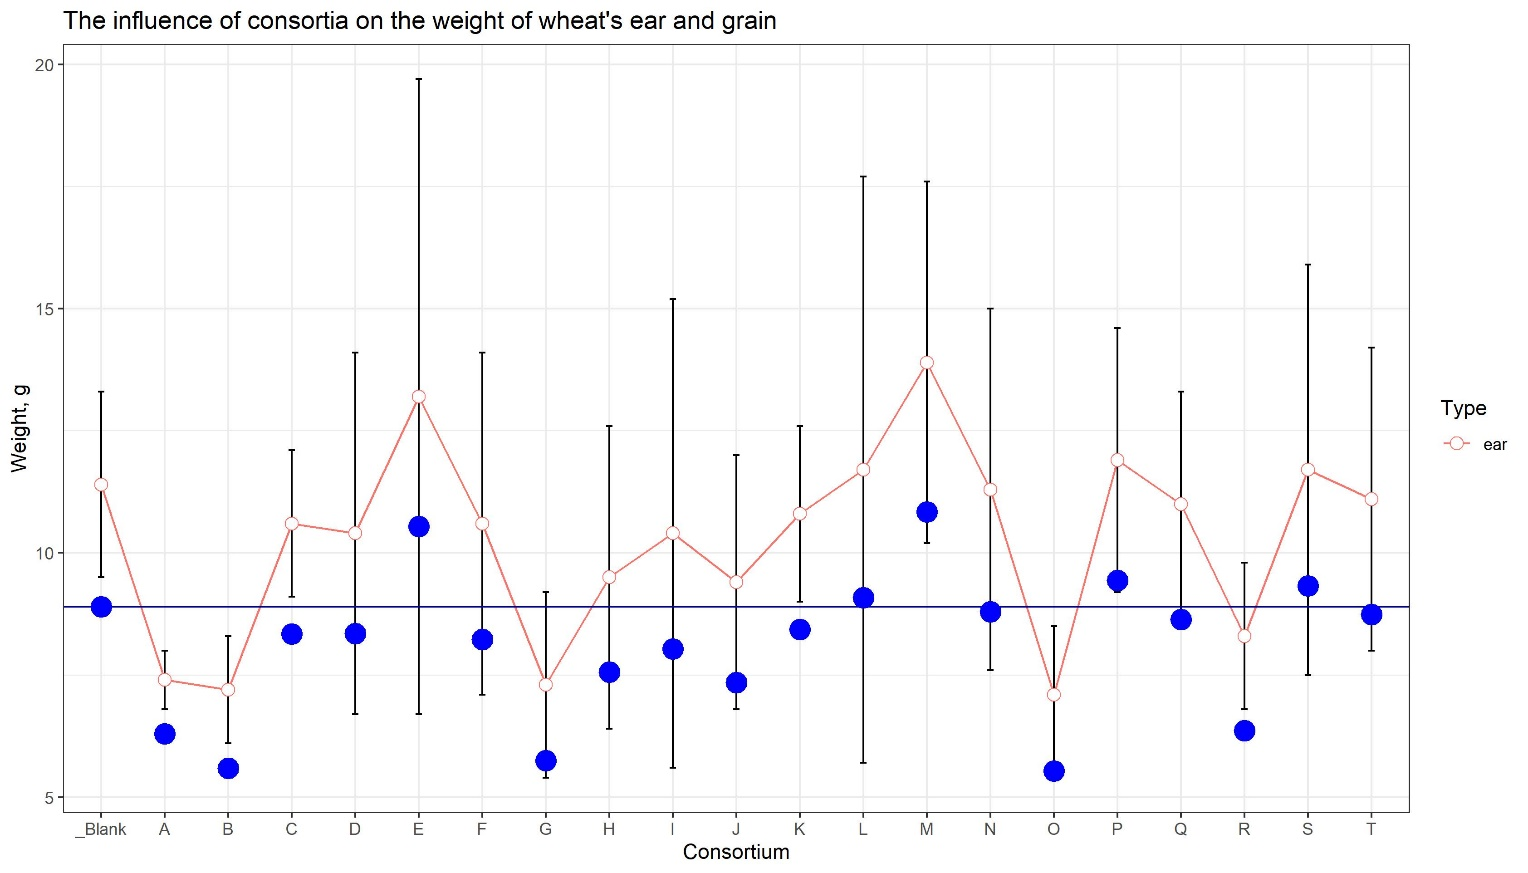 The influence of consortia on the weight of wheat's ear and grain
20
15
10
5
Weight, g
_Blank A B C D E F G H I J K L M N O P Q R S T
Consortium
Type
ear